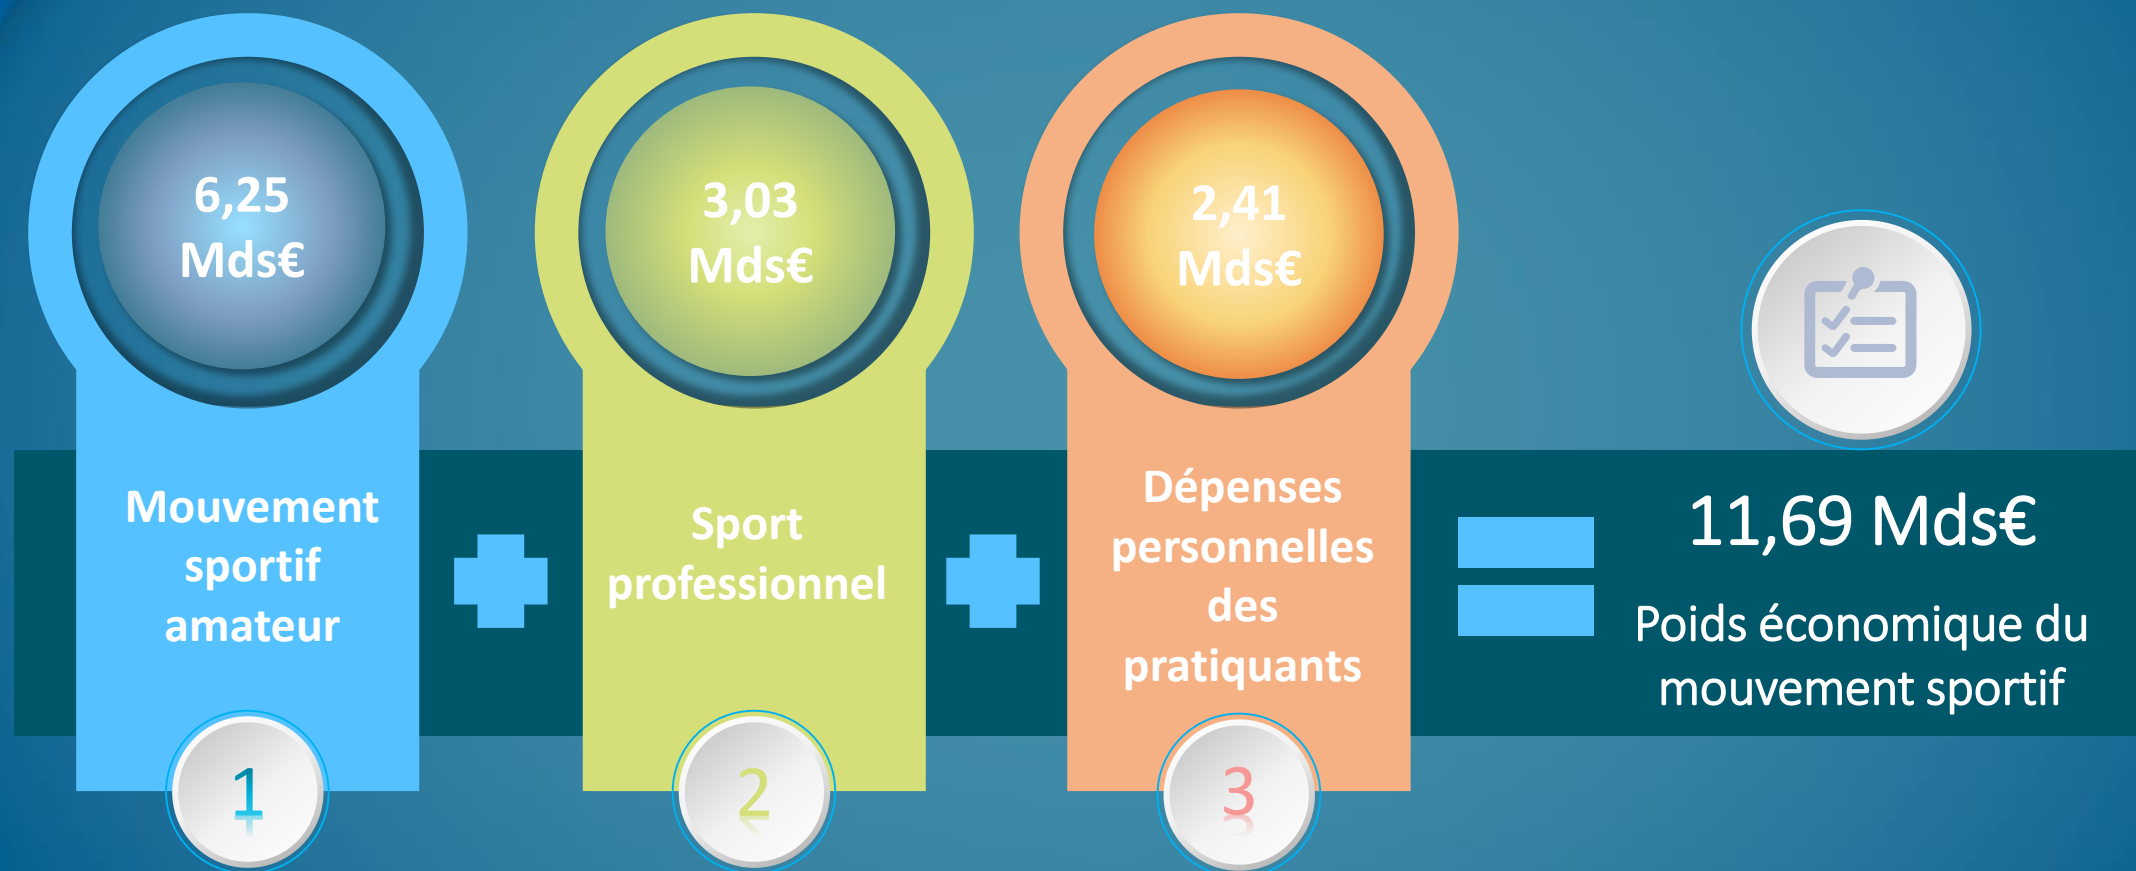 6,25
Mds€
Mouvement
sportif
amateur
1
3,03
Mds€
Sport
professionnel
2
2,41
Mds€
Dépenses
personnelles
des
pratiquants
3
11,69 Mds€
Poids économique du
mouvement sportif